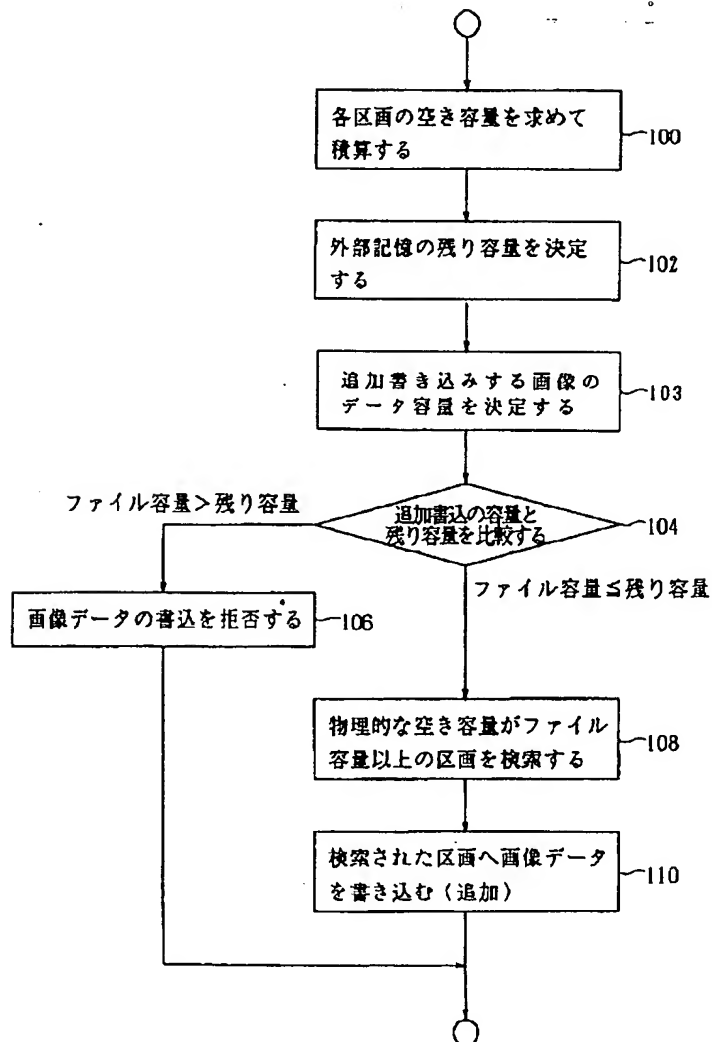 各区画の空き容量を求めて
積算する
100
外部記憶の残り容量を決定
する
102
追加書き込みする画像の
データ容量を決定する
103
ファイル容量＞残り容量
追加書込の容量と
残り容量を比較する
104
ファイル容量≦残り容量
画像データの書込を拒否する
106
物理的な空き容量がファイル
容量以上の区画を検索する
108
検索された区画へ画像データ
を書き込む（追加）
110